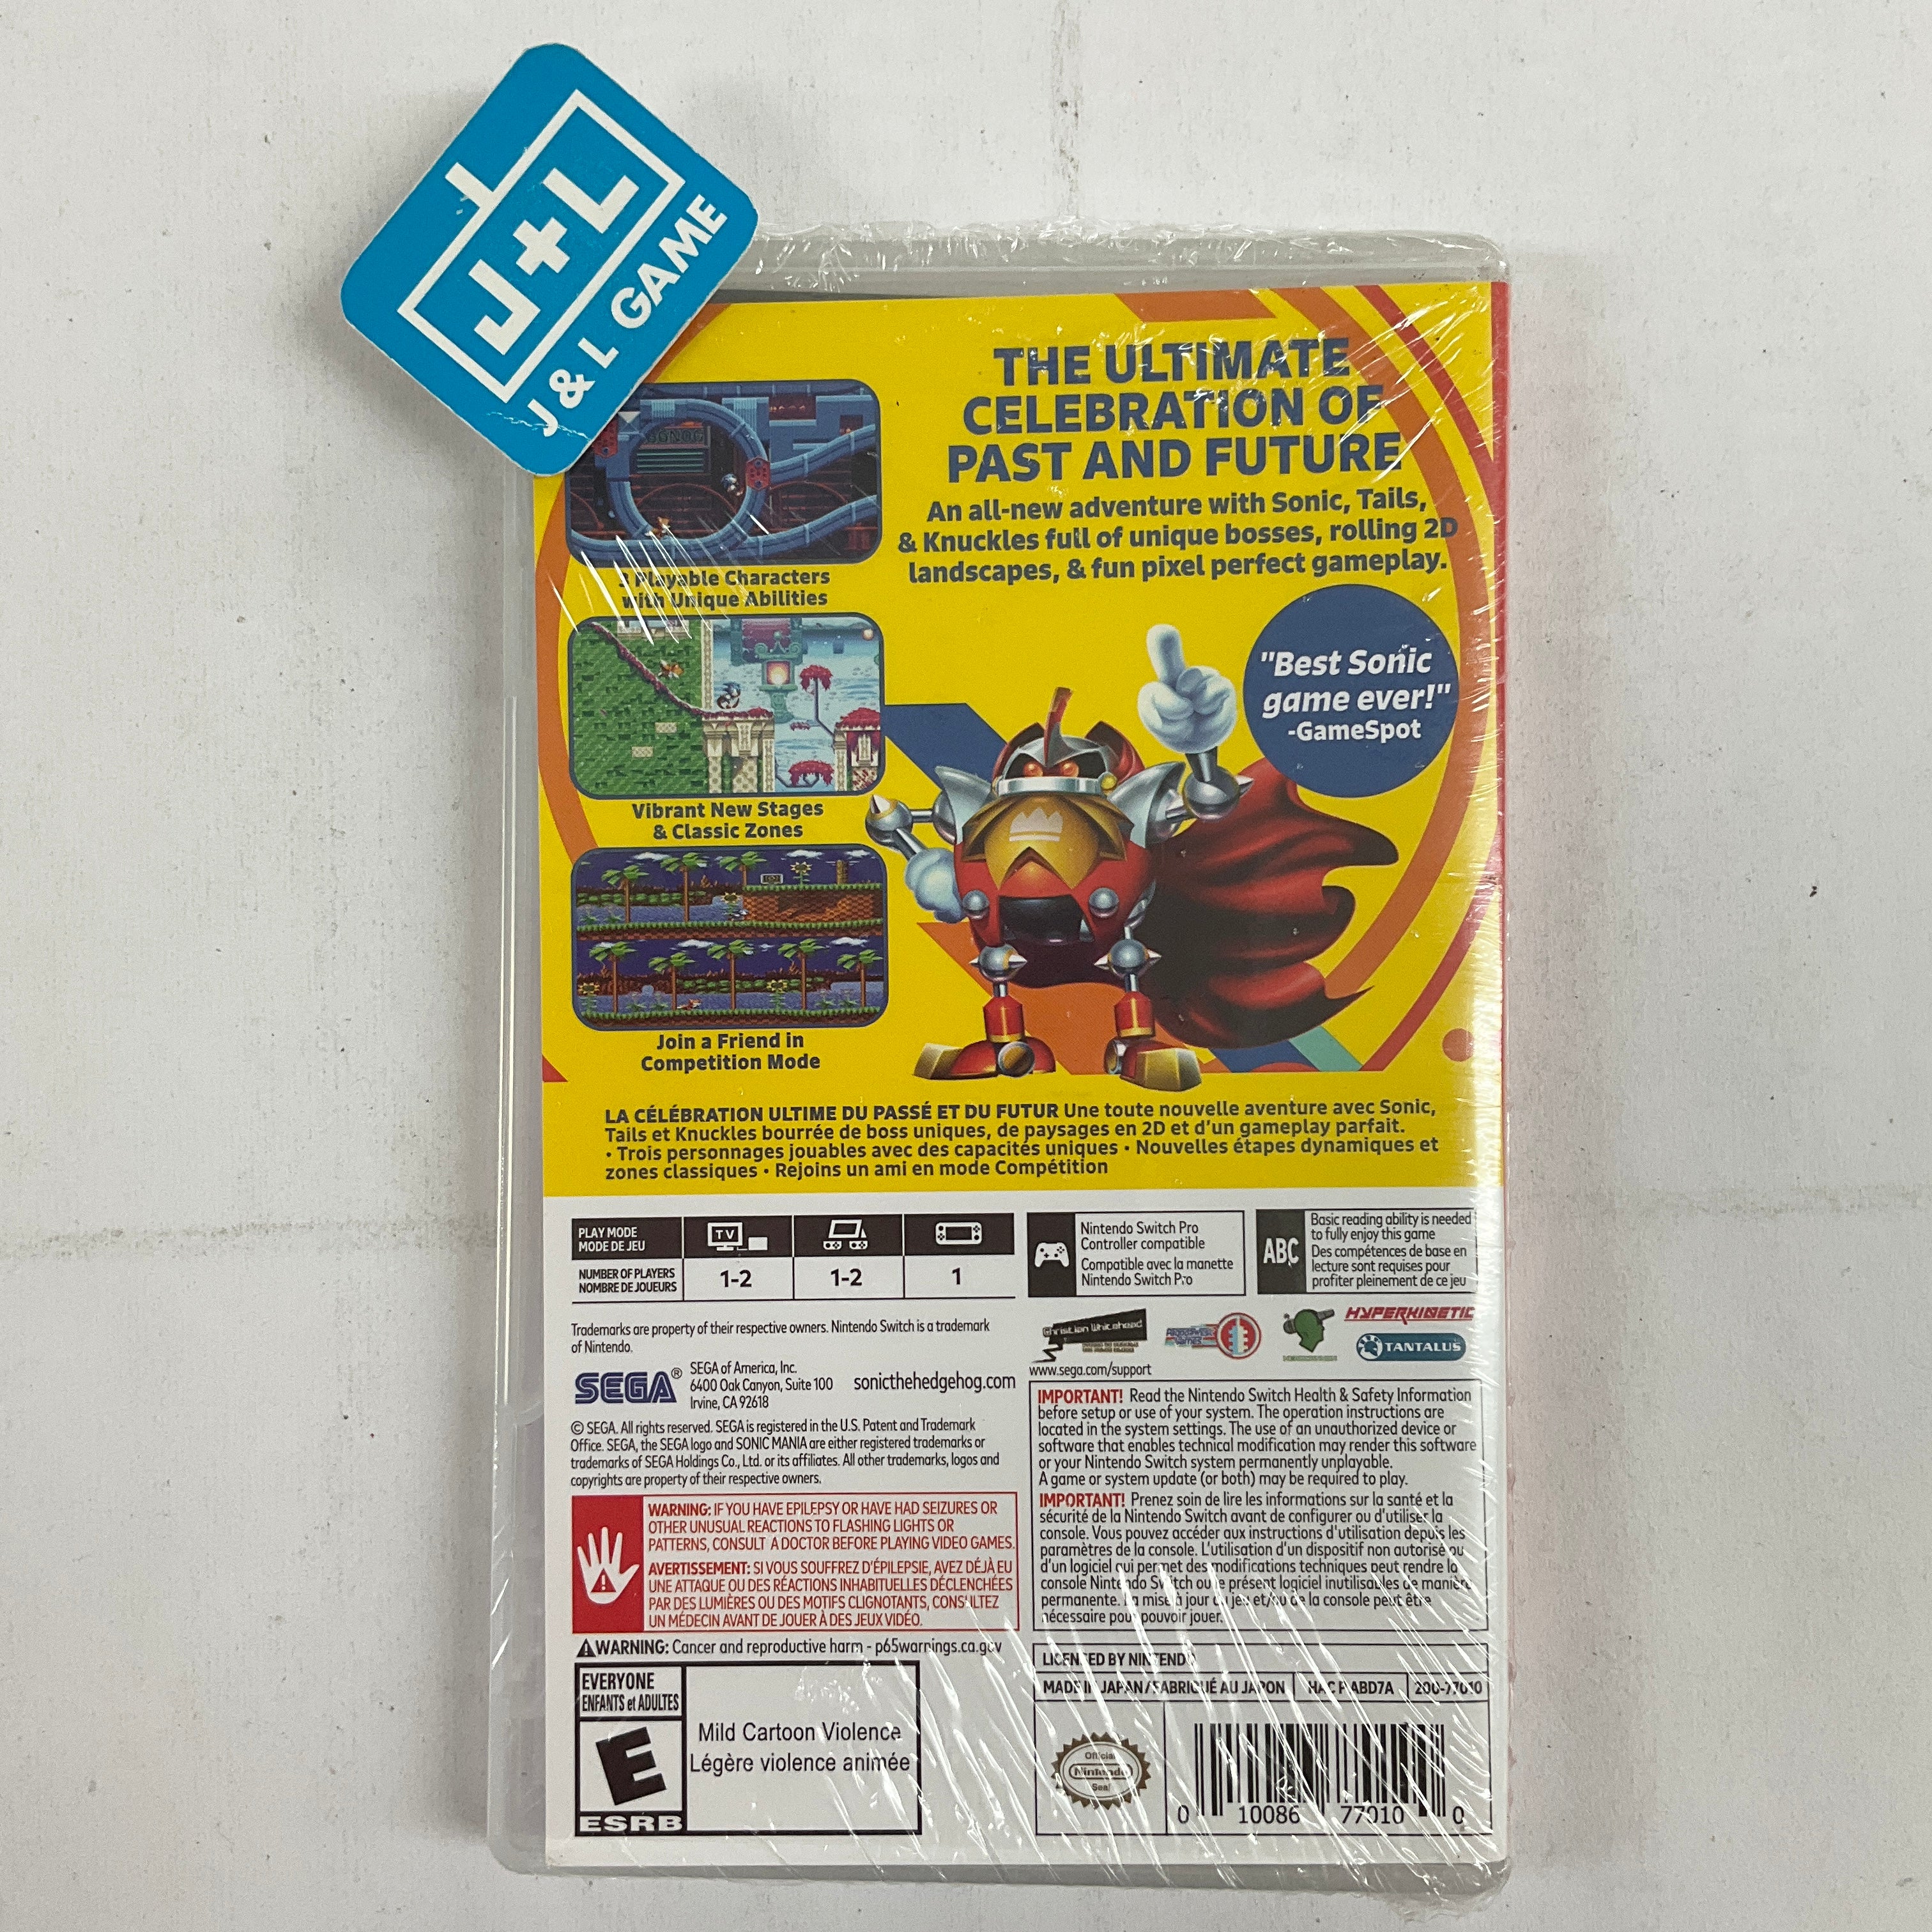 J+L
J & L GAME
THE ULTIMATE
CELEBRATION OF
PAST AND FUTURE
An all-new adventure with Sonic, Tails,
& Knuckles full of unique bosses, rolling 2D
landscapes, & fun pixel perfect gameplay.
3 Playable Characters
with Unique Abilities
"Best Sonic
game ever!"
-GameSpot
Vibrant New Stages
& Classic Zones
Join a Friend in
Competition Mode
LA CÉLÉBRATION ULTIME DU PASSÉ ET DU FUTUR Une toute nouvelle aventure avec Sonic,
Tails et Knuckles bourrée de boss uniques, de paysages en 2D et d'un gameplay parfait.
• Trois personnages jouables avec des capacités uniques • Nouvelles étapes dynamiques et
zones classiques • Rejoins un ami en mode Compétition
PLAY MODE
MODE DE JEU
TV
NUMBER OF PLAYERS
NOMBRE DE JOUEURS
1-2
1-2
1
Nintendo Switch Pro
Controller compatible
Compatible avec la manette
Nintendo Switch Pro
ABC
Basic reading ability is needed
to fully enjoy this game
Des compétences de base en
lecture sont requises pour
profiter pleinement de ce jeu
Trademarks are property of their respective owners. Nintendo Switch is a trademark
of Nintendo.
Christian Whitehead
HYPERKINETIC
TANTALUS
www.sega.com/support
SEGA®
SEGA of America, Inc.
6400 Oak Canyon, Suite 100
Irvine, CA 92618
sonicthehedgehog.com
© SEGA. All rights reserved. SEGA is registered in the U.S. Patent and Trademark
Office. SEGA, the SEGA logo and SONIC MANIA are either registered trademarks or
trademarks of SEGA Holdings Co., Ltd. or its affiliates. All other trademarks, logos and
copyrights are property of their respective owners.
WARNING: IF YOU HAVE EPILEPSY OR HAVE HAD SEIZURES OR
OTHER UNUSUAL REACTIONS TO FLASHING LIGHTS OR
PATTERNS, CONSULT A DOCTOR BEFORE PLAYING VIDEO GAMES.
AVERTISSEMENT: SI VOUS SOUFFREZ D'ÉPILEPSIE, AVEZ DÉJÀ EU
UNE ATTAQUE OU DES RÉACTIONS INHABITUELLES DÉCLENCHÉES
PAR DES LUMIÈRES OU DES MOTIFS CLIGNOTANTS, CONSULTEZ
UN MÉDECIN AVANT DE JOUER À DES JEUX VIDÉO.
WARNING: Cancer and reproductive harm - p65warnings.ca.gov
IMPORTANT! Read the Nintendo Switch Health & Safety Information
before setup or use of your system. The operation instructions are
located in the system settings. The use of an unauthorized device or
software that enables technical modification may render this software
or your Nintendo Switch system permanently unplayable.
A game or system update (or both) may be required to play.
IMPORTANT! Prenez soin de lire les informations sur la santé et la
sécurité de la Nintendo Switch avant de configurer ou d'utiliser la
console. Vous pouvez accéder aux instructions d'utilisation depuis les
paramètres de la console. L'utilisation d'un dispositif non autorisé ou
d'un logiciel qui permet des modifications techniques peut rendre la
console Nintendo Switch ou le présent logiciel inutilisables de manière
permanente. La mise à jour du jeu et/ou de la console peut être
nécessaire pour pouvoir jouer.
EVERYONE
ENFANTS et ADULTES
E
ESRB
Mild Cartoon Violence
Légère violence animée
LICENSED BY NINTENDO
MADE IN JAPAN / FABRIQUÉ AU JAPON
HAC P ABD7A
200-77010
Official
Nintendo
Seal
0 10086 77010 0